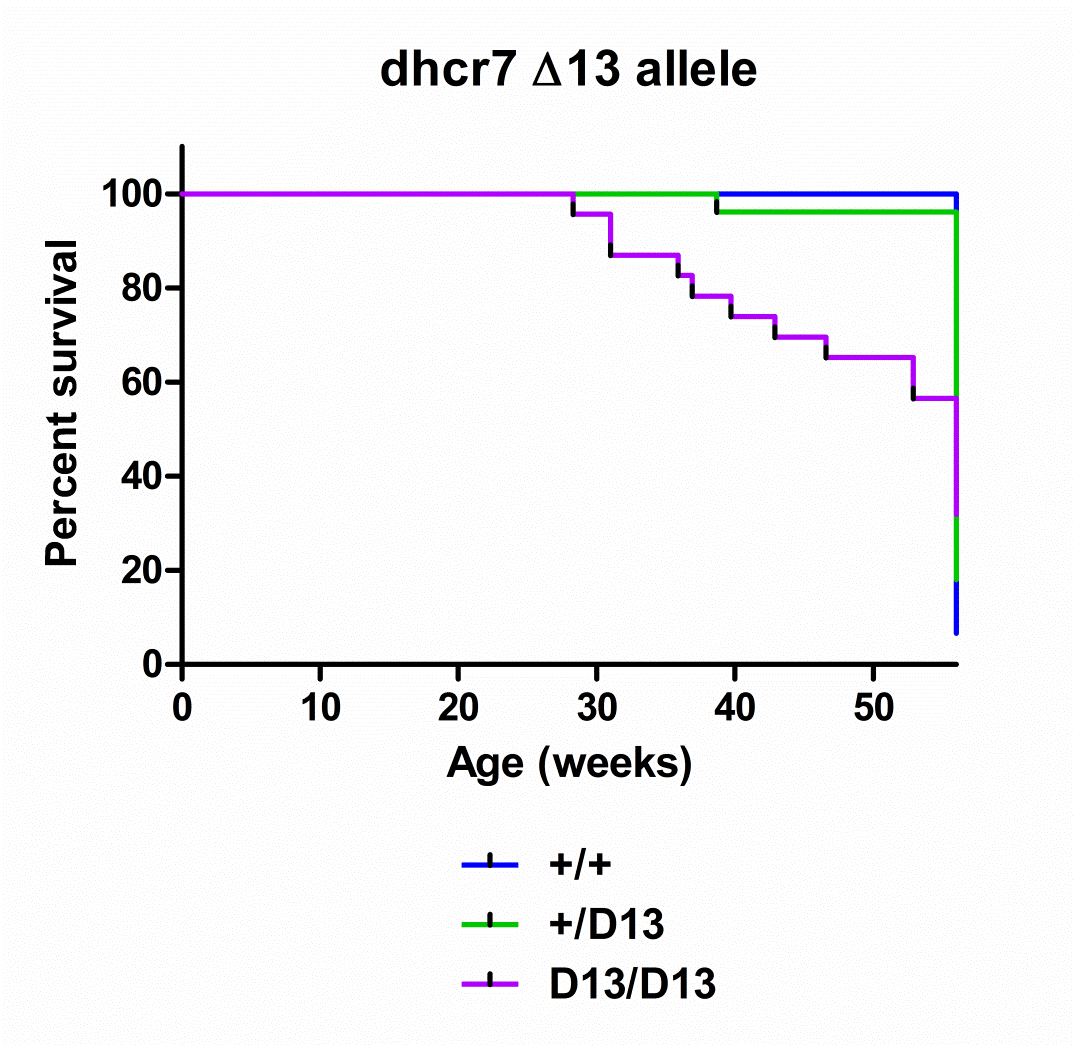 dhcr7 Δ13 allele
Percent survival
100
80
60
40
20
0
0 10 20 30 40 50
Age (weeks)
+/+
+/D13
D13/D13